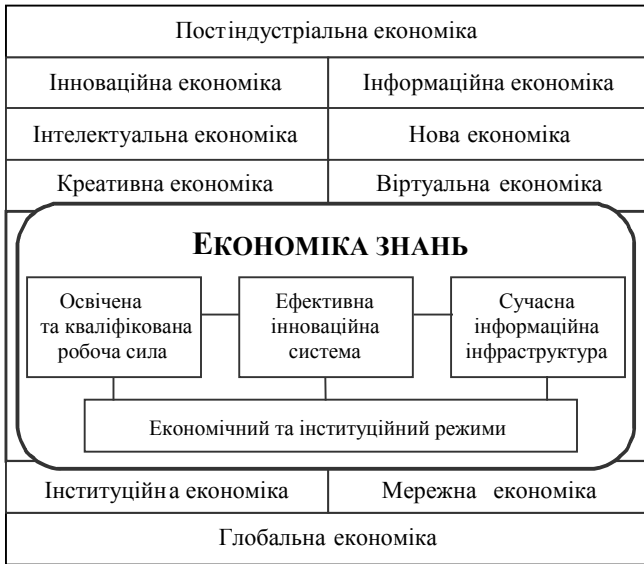 Постіндустріальна економіка
Інноваційна економіка
Інформаційна економіка
Інтелектуальна економіка
Нова економіка
Креативна економіка
Віртуальна економіка
ЕКОНОМІКА ЗНАНЬ
Освічена
та кваліфікована
робоча сила
Ефективна
інноваційна
система
Сучасна
інформаційна
інфраструктура
Економічний та інституційний режими
Інституційна економіка
Мережна економіка
Глобальна економіка